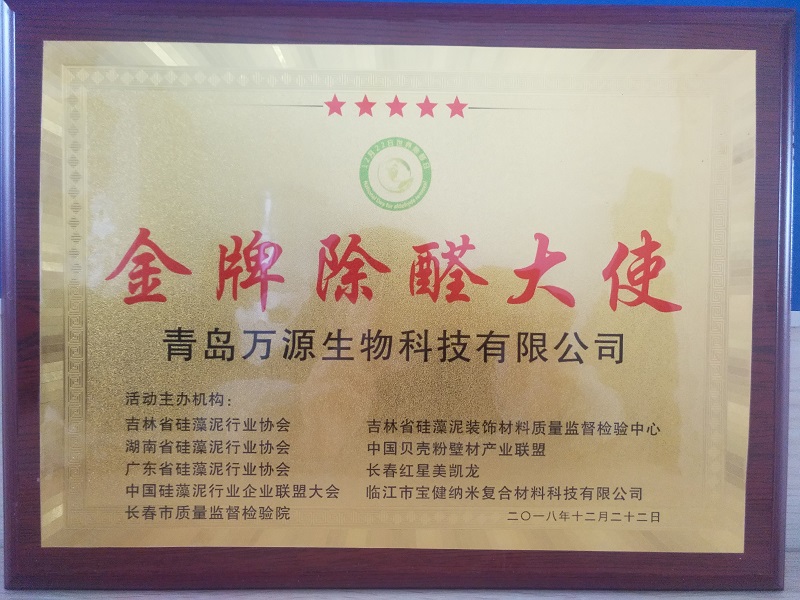 金牌除醛大使
青岛万源生物科技有限公司
活动主办机构：
吉林省硅藻泥行业协会
湖南省硅藻泥行业协会
广东省硅藻泥行业协会
中国硅藻泥行业企业联盟大会
长春市质量监督检验院
吉林省硅藻泥装饰材料质量监督检验中心
中国贝壳粉壁材产业联盟
长春红星美凯龙
临江市宝健纳米复合材料科技有限公司
二〇一八年十二月二十二日